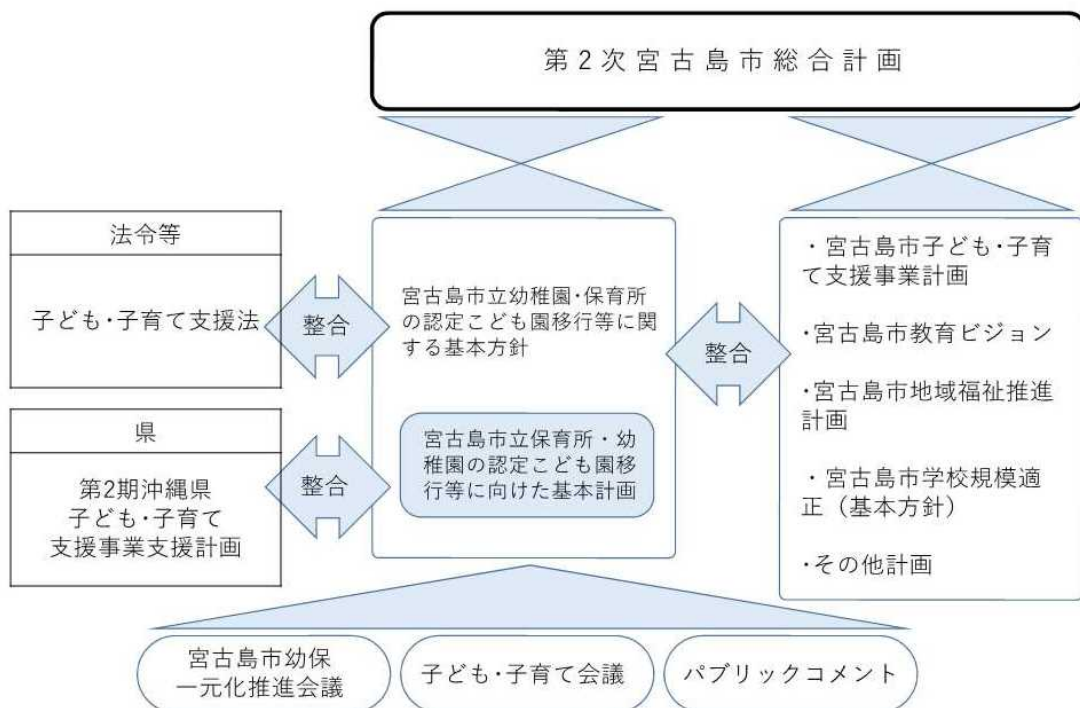 第2次宮古島市総合計画
法令等
子ども･子育て支援法
県
第2期沖縄県
子ども･子育て
支援事業支援計画
整合
整合
宮古島市立幼稚園･保育所
の認定こども園移行等に関
する基本方針
宮古島市立保育所・幼
稚園の認定こども園移
行等に向けた基本計画
整合
・宮古島市子ども･子育
て支援事業計画
･宮古島市教育ビジョン
･宮古島市地域福祉推進
計画
・宮古島市学校規模適
正（基本方針）
･その他計画
宮古島市幼保
一元化推進会議
子ども･子育て会議
パブリックコメント